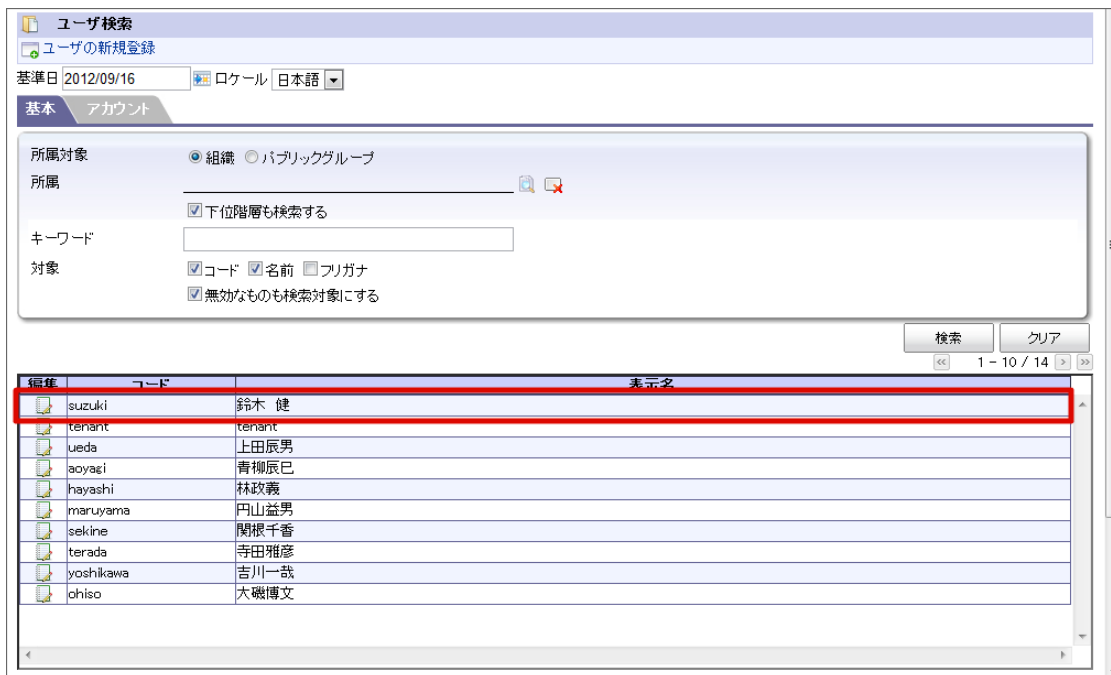 ユーザ検索
ユーザの新規登録
基準日 2012/09/16 ロケール 日本語
基本 アカウント
所属対象 組織 パブリックグループ
所属
下位階層も検索する
キーワード
対象 コード 名前 フリガナ
無効なものも検索対象にする
検索 クリア
1 - 10 / 14
編集 コード 表示名
suzuki 鈴木 健
tenant tenant
ueda 上田辰男
aoyagi 青柳辰巳
hayashi 林政義
maruyama 円山益男
sekine 関根千香
terada 寺田雅彦
yoshikawa 吉川一哉
ohiso 大磯博文